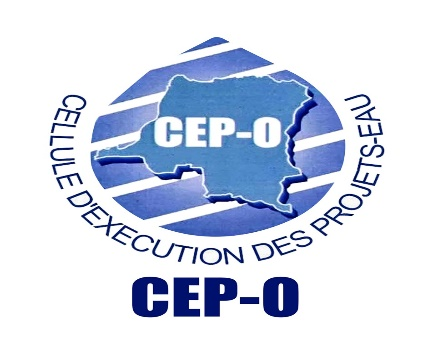 CEP-O
CELLULE D'EXECUTION DES PROJETS-EAU
CEP-O